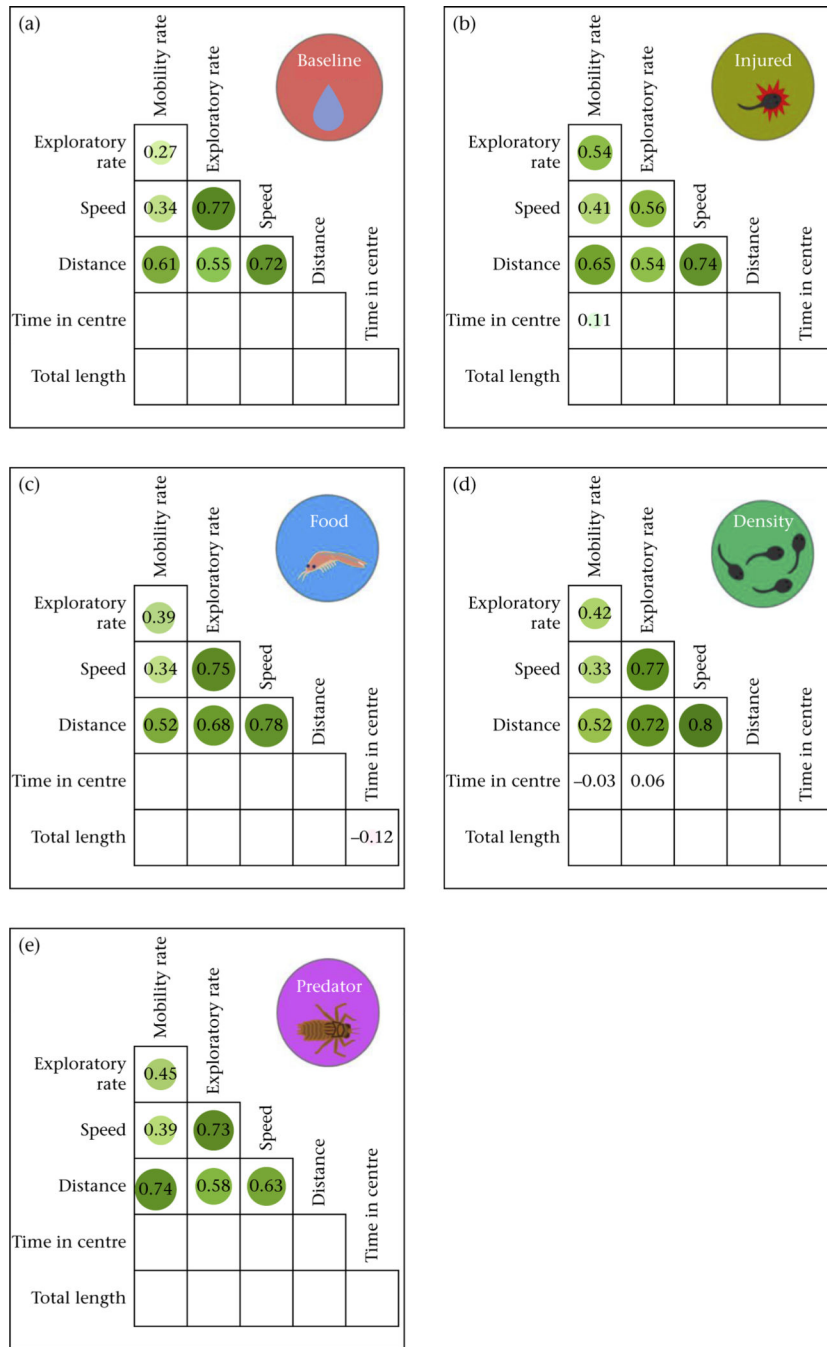 (a)
Mobility rate
Baseline
Exploratory
rate
0.27
Exploratory rate
Speed
0.34
0.77
Speed
Distance
0.61
0.55
0.72
Distance
Time in centre
Time in centre
Total length
(b)
Mobility rate
Injured
Exploratory
rate
0.54
Exploratory rate
Speed
0.41
0.56
Speed
Distance
0.65
0.54
0.74
Distance
Time in centre
0.11
Time in centre
Total length
(c)
Mobility rate
Food
Exploratory
rate
0.39
Exploratory rate
Speed
0.34
0.75
Speed
Distance
0.52
0.68
0.78
Distance
Time in centre
Time in centre
Total length
–0.12
(d)
Mobility rate
Density
Exploratory
rate
0.42
Exploratory rate
Speed
0.33
0.77
Speed
Distance
0.52
0.72
0.8
Distance
Time in centre
–0.03
0.06
Time in centre
Total length
(e)
Mobility rate
Predator
Exploratory
rate
0.45
Exploratory rate
Speed
0.39
0.73
Speed
Distance
0.74
0.58
0.63
Distance
Time in centre
Time in centre
Total length